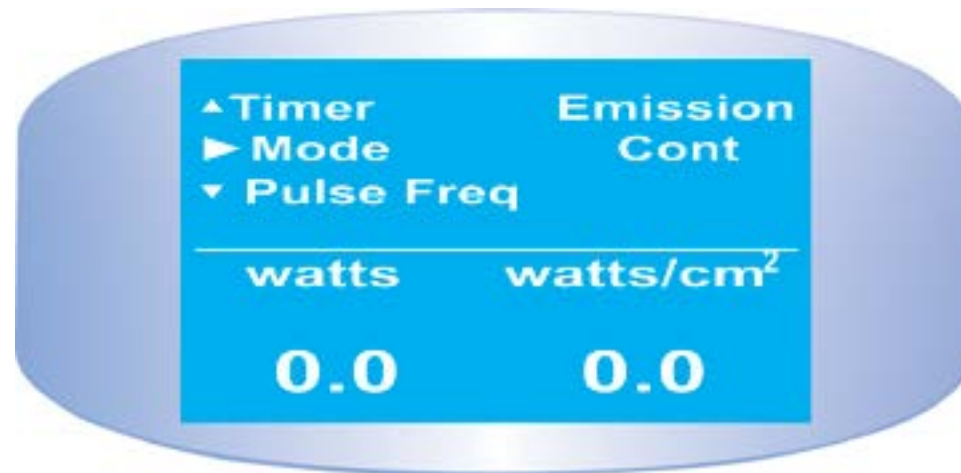 Timer Emission
Mode Cont
Pulse Freq
watts watts/cm²
0.0 0.0